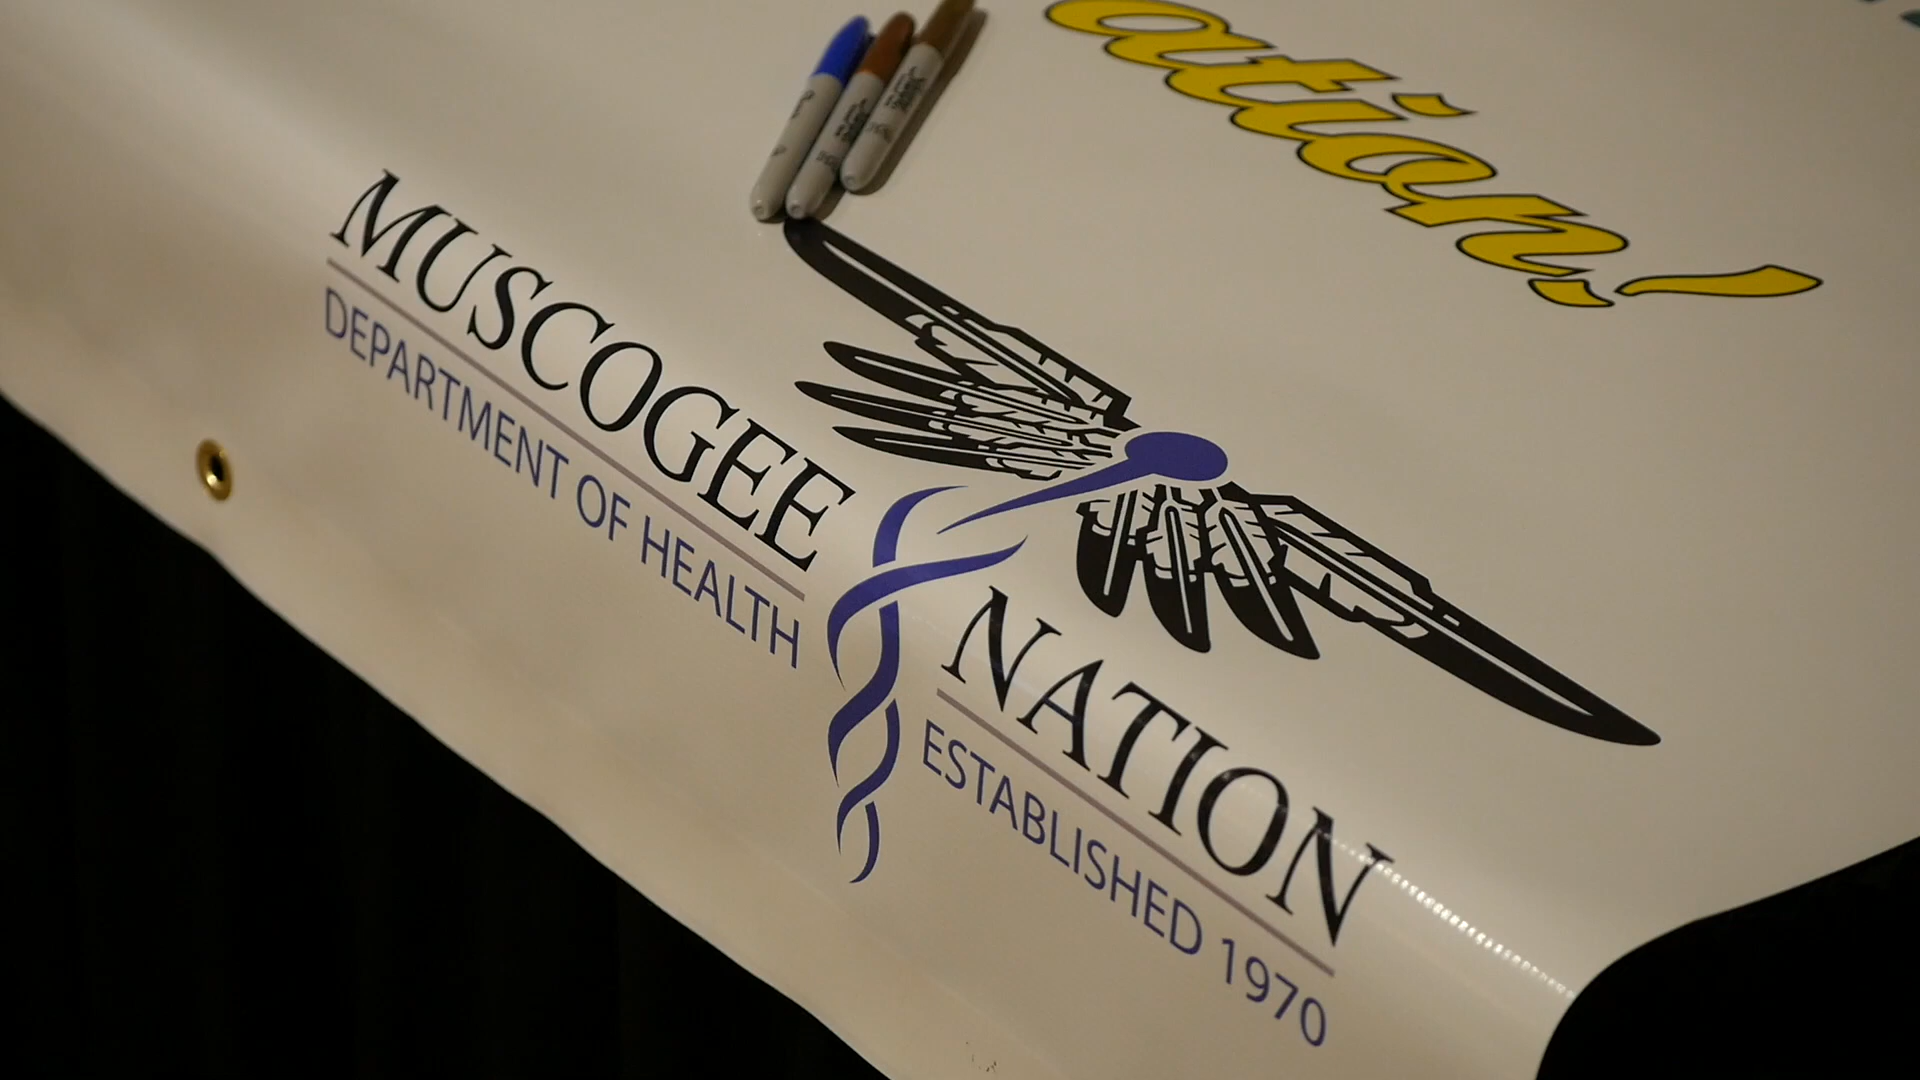 ation!
MUSCOGEE
DEPARTMENT OF HEALTH
NATION
ESTABLISHED 1970